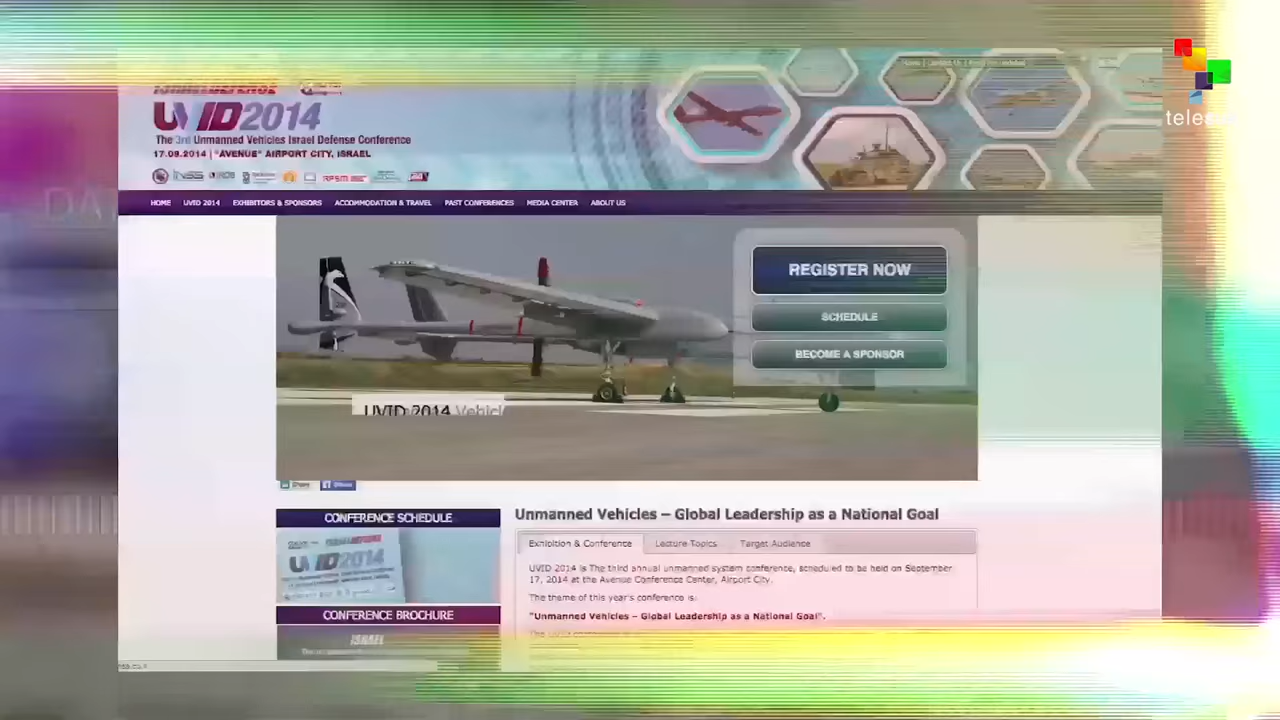 UVID2014
The 3rd Unmanned Vehicles Israel Defense Conference
17.09.2014 | "AVENUE" AIRPORT CITY, ISRAEL
INSS
HOME UVID 2014 EXHIBITORS & SPONSORS ACCOMMODATION & TRAVEL PAST CONFERENCES MEDIA CENTER ABOUT US
REGISTER NOW
SCHEDULE
BECOME A SPONSOR
UVID 2014
Share
CONFERENCE SCHEDULE
UVID2014
CONFERENCE BROCHURE
ISRAEL
Unmanned Vehicles – Global Leadership as a National Goal
Exhibition & Conference Lecture Topics Target Audience
UVID 2014 is The third annual unmanned system conference, scheduled to be held on September
17, 2014 at the Avenue Conference Center, Airport City.
The theme of this year's conference is:
"Unmanned Vehicles – Global Leadership as a National Goal".